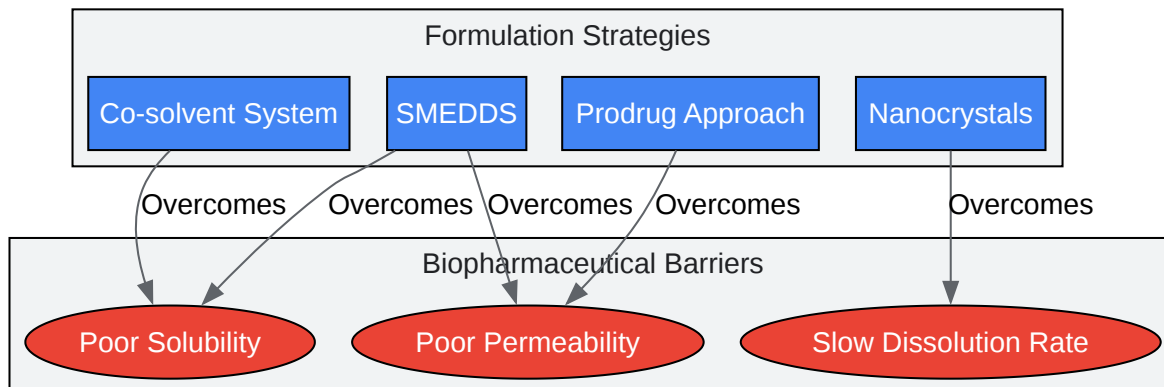 Formulation Strategies
Co-solvent System
SMEDDS
Prodrug Approach
Nanocrystals
Overcomes
Overcomes
Overcomes
Overcomes
Overcomes
Biopharmaceutical Barriers
Poor Solubility
Poor Permeability
Slow Dissolution Rate